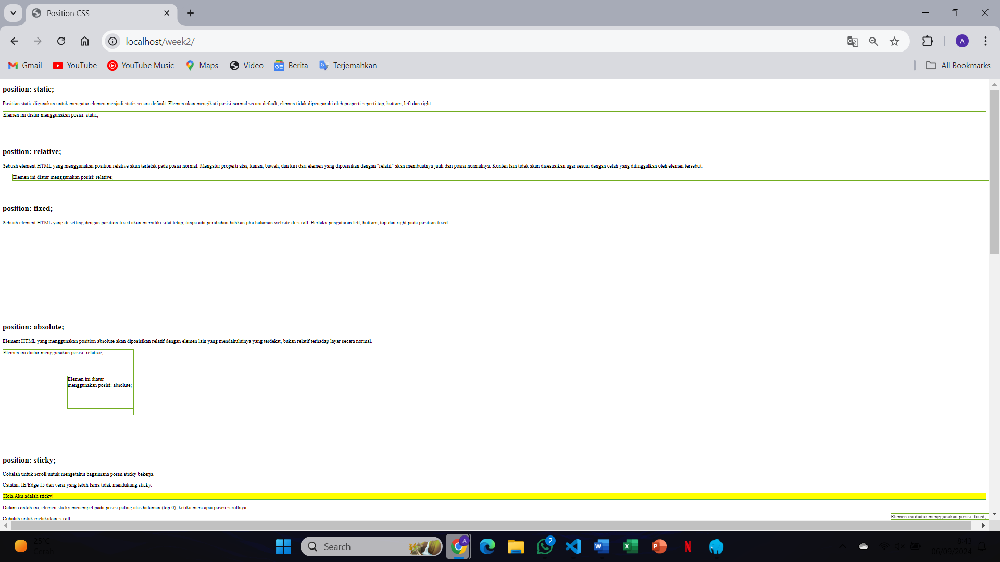 Position CSS
localhost/week2/
A
Gmail
YouTube
YouTube Music
Maps
Video
Berita
Terjemahkan
All Bookmarks
position: static;
Position static digunakan untuk mengatur elemen menjadi statis secara default. Elemen akan mengikuti posisi normal secara default, elemen tidak dipengaruhi oleh properti seperti top, bottom, left dan right.
Elemen ini diatur menggunakan posisi: static;
position: relative;
Sebuah element HTML yang menggunakan position relative akan terletak pada posisi normal. Mengatur properti atas, kanan, bawah, dan kiri dari elemen yang diposisikan dengan "relatif" akan membuatnya jauh dari posisi normalnya. Konten lain tidak akan disesuaikan agar sesuai dengan celah yang ditinggalkan oleh elemen tersebut.
Elemen ini diatur menggunakan posisi: relative;
position: fixed;
Sebuah element HTML yang di setting dengan position fixed akan memiliki sifat tetap, tanpa ada perubahan bahkan jika halaman website di scroll. Berlaku pengaturan left, bottom, top dan right pada position fixed:
position: absolute;
Element HTML yang menggunakan position absolute akan diposisikan relatif dengan elemen lain yang mendahuluinya yang terdekat, bukan relatif terhadap layar secara normal.
Elemen ini diatur menggunakan posisi: relative;
Elemen ini diatur
menggunakan posisi: absolute;
position: sticky;
Cobalah untuk scroll untuk mengetahui bagaimana posisi sticky bekerja.
Catatan: IE/Edge 15 dan versi yang lebih lama tidak mendukung sticky.
Hola Aku adalah sticky!
Dalam contoh ini, elemen sticky menempel pada posisi paling atas halaman (top:0), ketika mencapai posisi scrollnya.
Cobalah untuk melakukan scroll
Elemen ini diatur menggunakan posisi: fixed;
25°C
Cerah
Search
A
2
8:43
06/09/2024